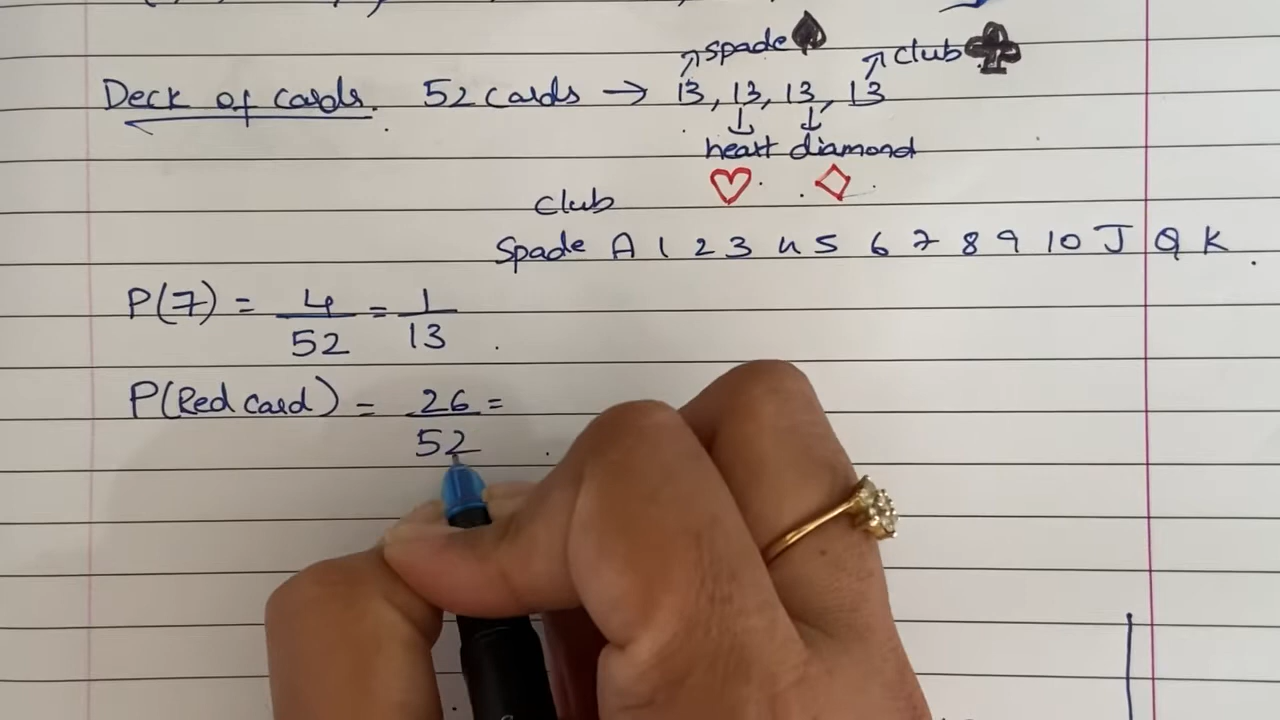 spade ♠ club ♣
Deck of cards. 52 cards → 13, 13, 13, 13
heart diamond
♡ ◇
club
Spade A 1 2 3 4 5 6 7 8 9 10 J Q K
P(7) = 4/52 = 1/13
P(Red card) = 26/52 =